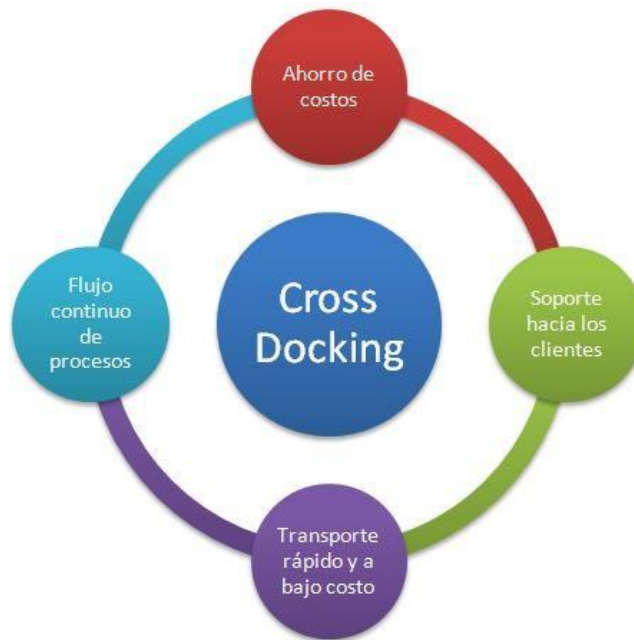 Ahorro de
costos
Flujo
continuo
de
procesos
Cross
Docking
Soporte
hacia los
clientes
Transporte
rápido y a
bajo costo